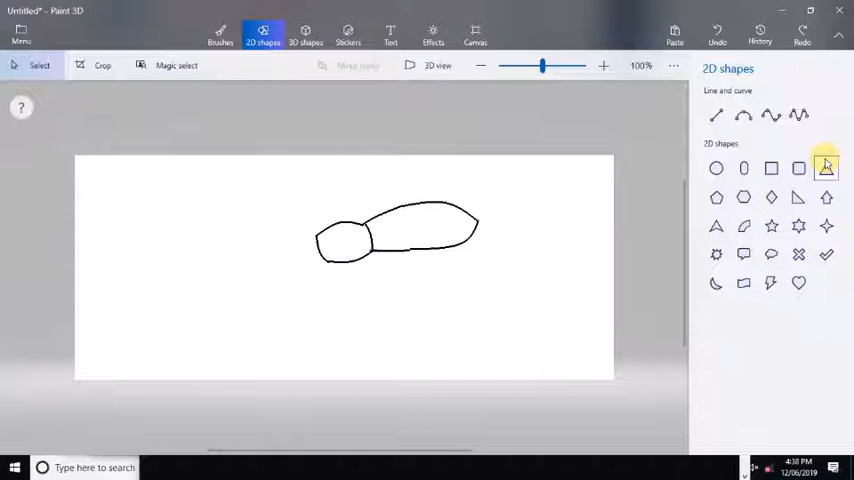 Untitled* - Paint 3D
Menu
Brushes
2D shapes
3D shapes
Stickers
Text
Effects
Canvas
Paste
Undo
History
Redo
Select
Crop
Magic select
3D view
100%
2D shapes
Line and curve
?
2D shapes
Type here to search
4:38 PM
12/06/2019